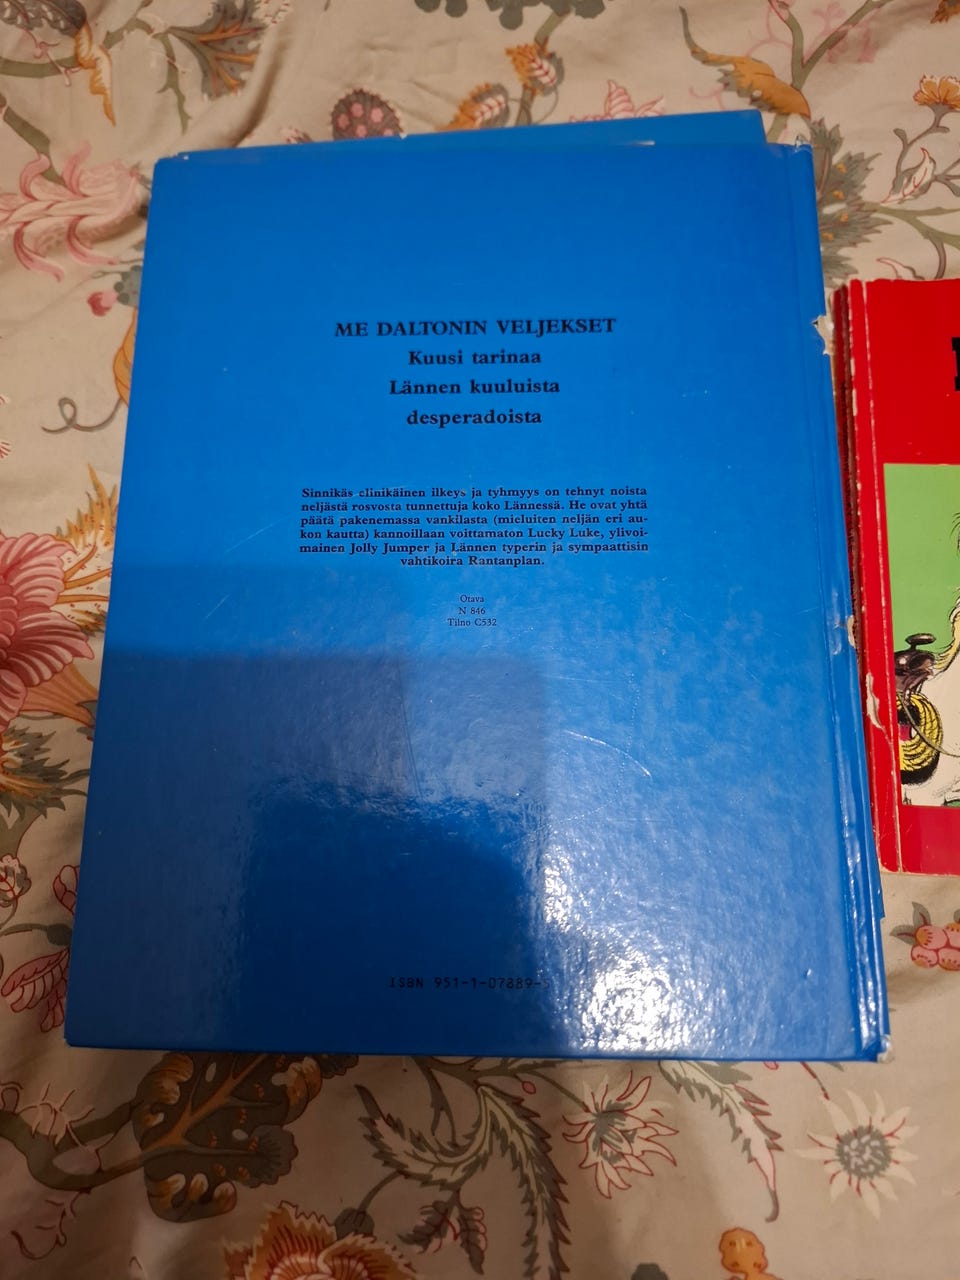 ME DALTONIN VELJEKSET
Kuusi tarinaa
Lännen kuuluista
desperadoista
Sinnikäs elinikäinen ilkeys ja tyhmyys on tehnyt noista
neljästä rosvosta tunnettuja koko Lännessä. He ovat yhtä
päätä pakenemassa vankilasta (mieluiten neljän eri au-
kon kautta) kannoillaan voittamaton Lucky Luke, ylivoi-
mainen Jolly Jumper ja Lännen typerin ja sympaattisin
vahtikoira Rantanplan.
Otava
N 846
Tilno C532
ISBN 951-1-07889-5